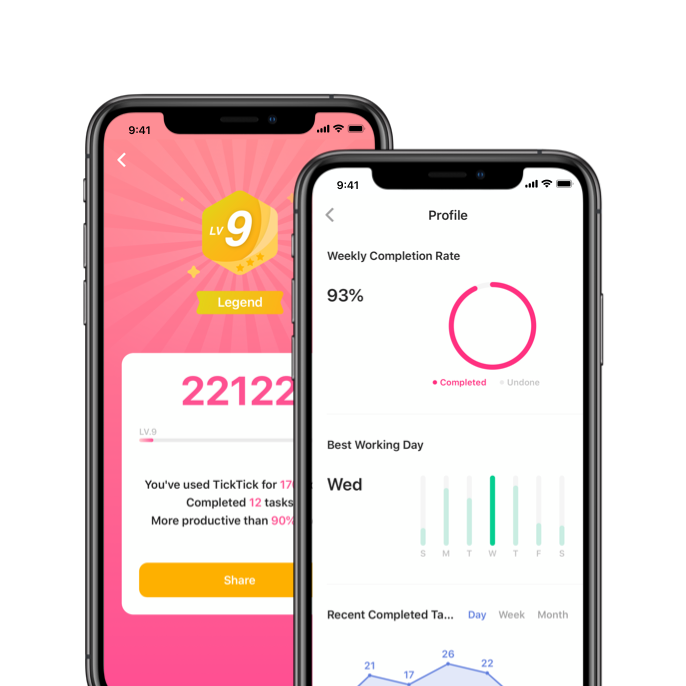 9:41
LV 9
Legend
22122
LV.9
You've used TickTick for
Completed 12 tasks
More productive than 90%
Share
9:41
Profile
Weekly Completion Rate
93%
Completed Undone
Best Working Day
Wed
S M T W T F S
Recent Completed Ta... Day Week Month
21 17 26 22